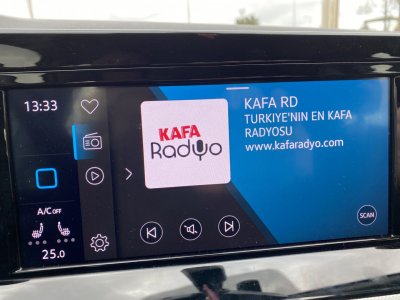 13:33
KAFA RD
TURKIYE'NIN EN KAFA
RADYOSU
www.kafaradyo.com
KAFA
Radyo
A/C OFF
25.0
SCAN